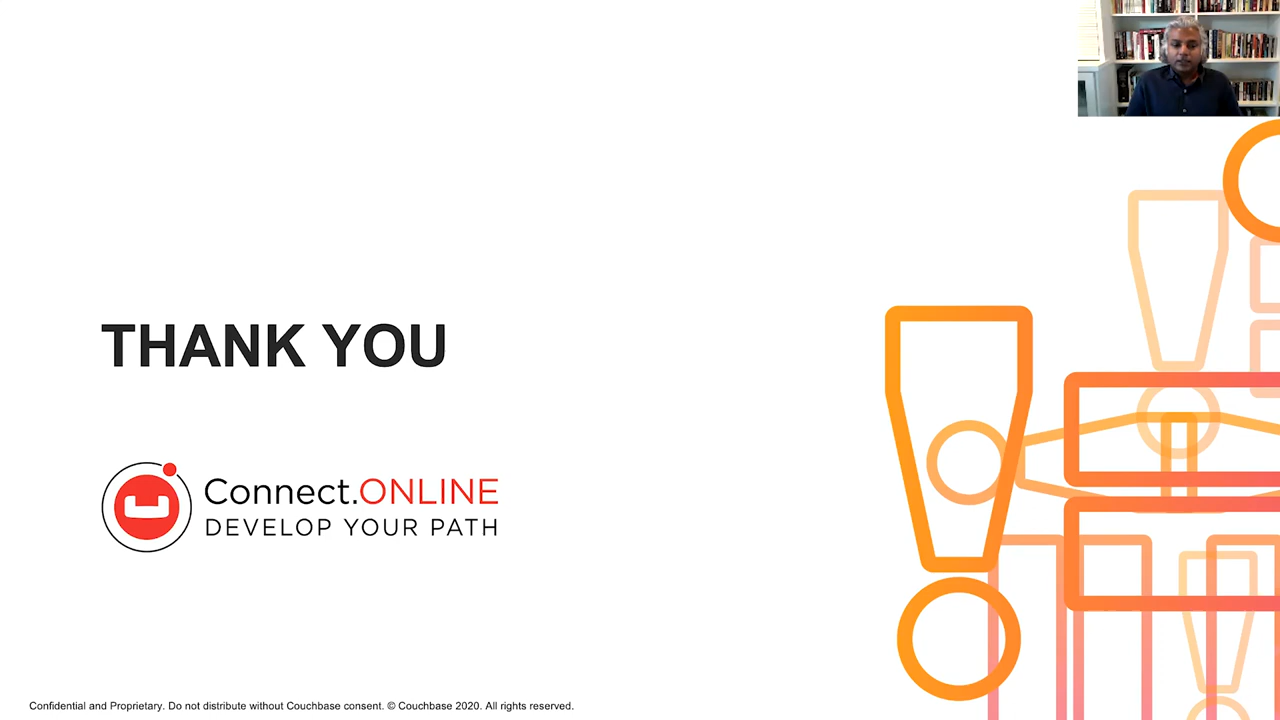 THANK YOU
Connect.ONLINE
DEVELOP YOUR PATH
Confidential and Proprietary. Do not distribute without Couchbase consent. © Couchbase 2020. All rights reserved.